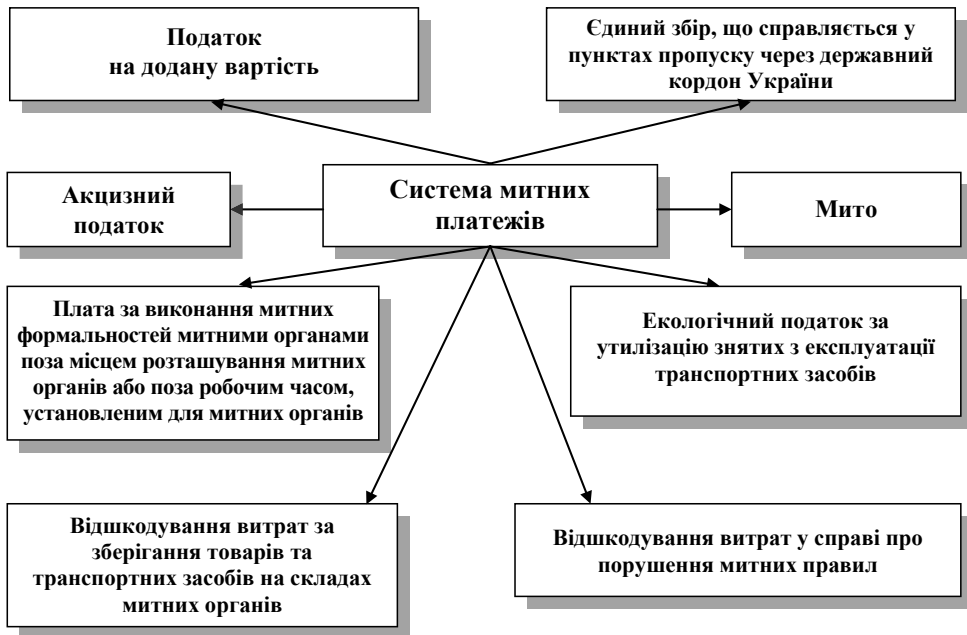 Податок
на додану вартість
Єдиний збір, що справляється у
пунктах пропуску через державний
кордон України
Акцизний
податок
Система митних
платежів
Мито
Плата за виконання митних
формальностей митними органами
поза місцем розташування митних
органів або поза робочим часом,
установленим для митних органів
Екологічний податок за
утилізацію знятих з експлуатації
транспортних засобів
Відшкодування витрат за
зберігання товарів та
транспортних засобів на складах
митних органів
Відшкодування витрат у справі про
порушення митних правил